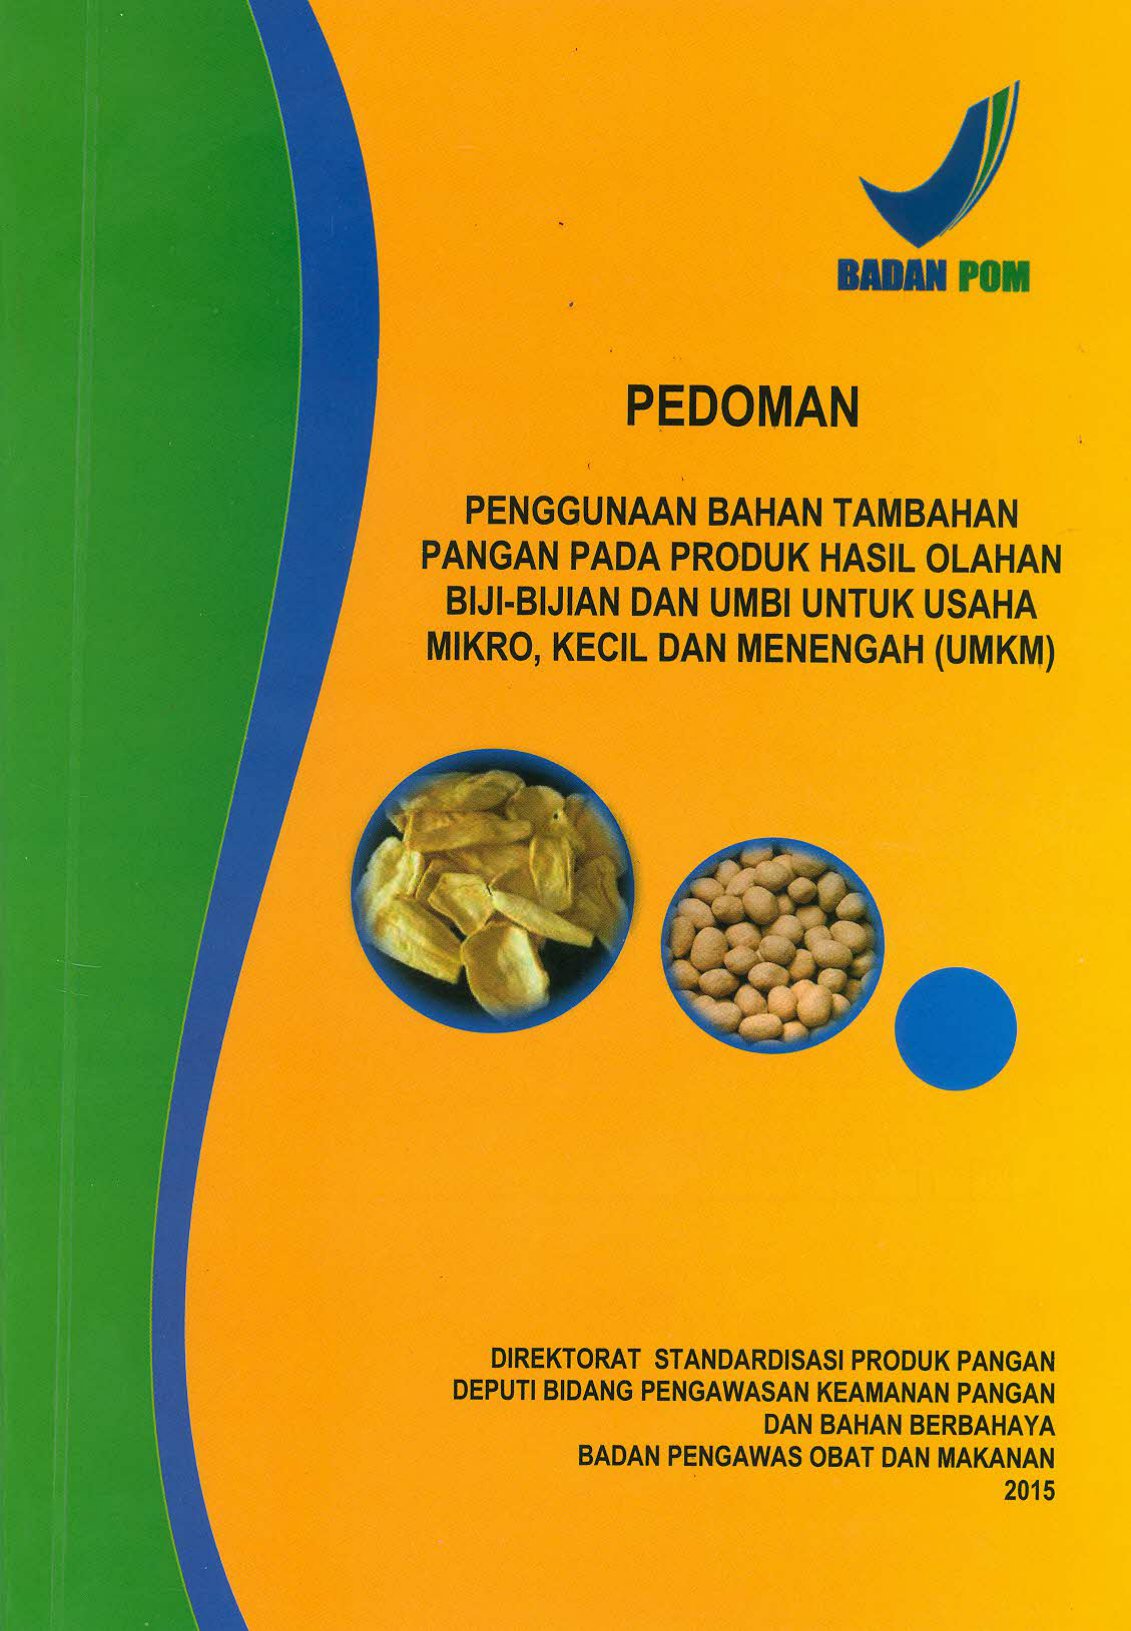 BADAN POM
PEDOMAN
PENGGUNAAN BAHAN TAMBAHAN
PANGAN PADA PRODUK HASIL OLAHAN
BIJI-BIJIAN DAN UMBI UNTUK USAHA
MIKRO, KECIL DAN MENENGAH (UMKM)
DIREKTORAT STANDARDISASI PRODUK PANGAN
DEPUTI BIDANG PENGAWASAN KEAMANAN PANGAN
DAN BAHAN BERBAHAYA
BADAN PENGAWAS OBAT DAN MAKANAN
2015